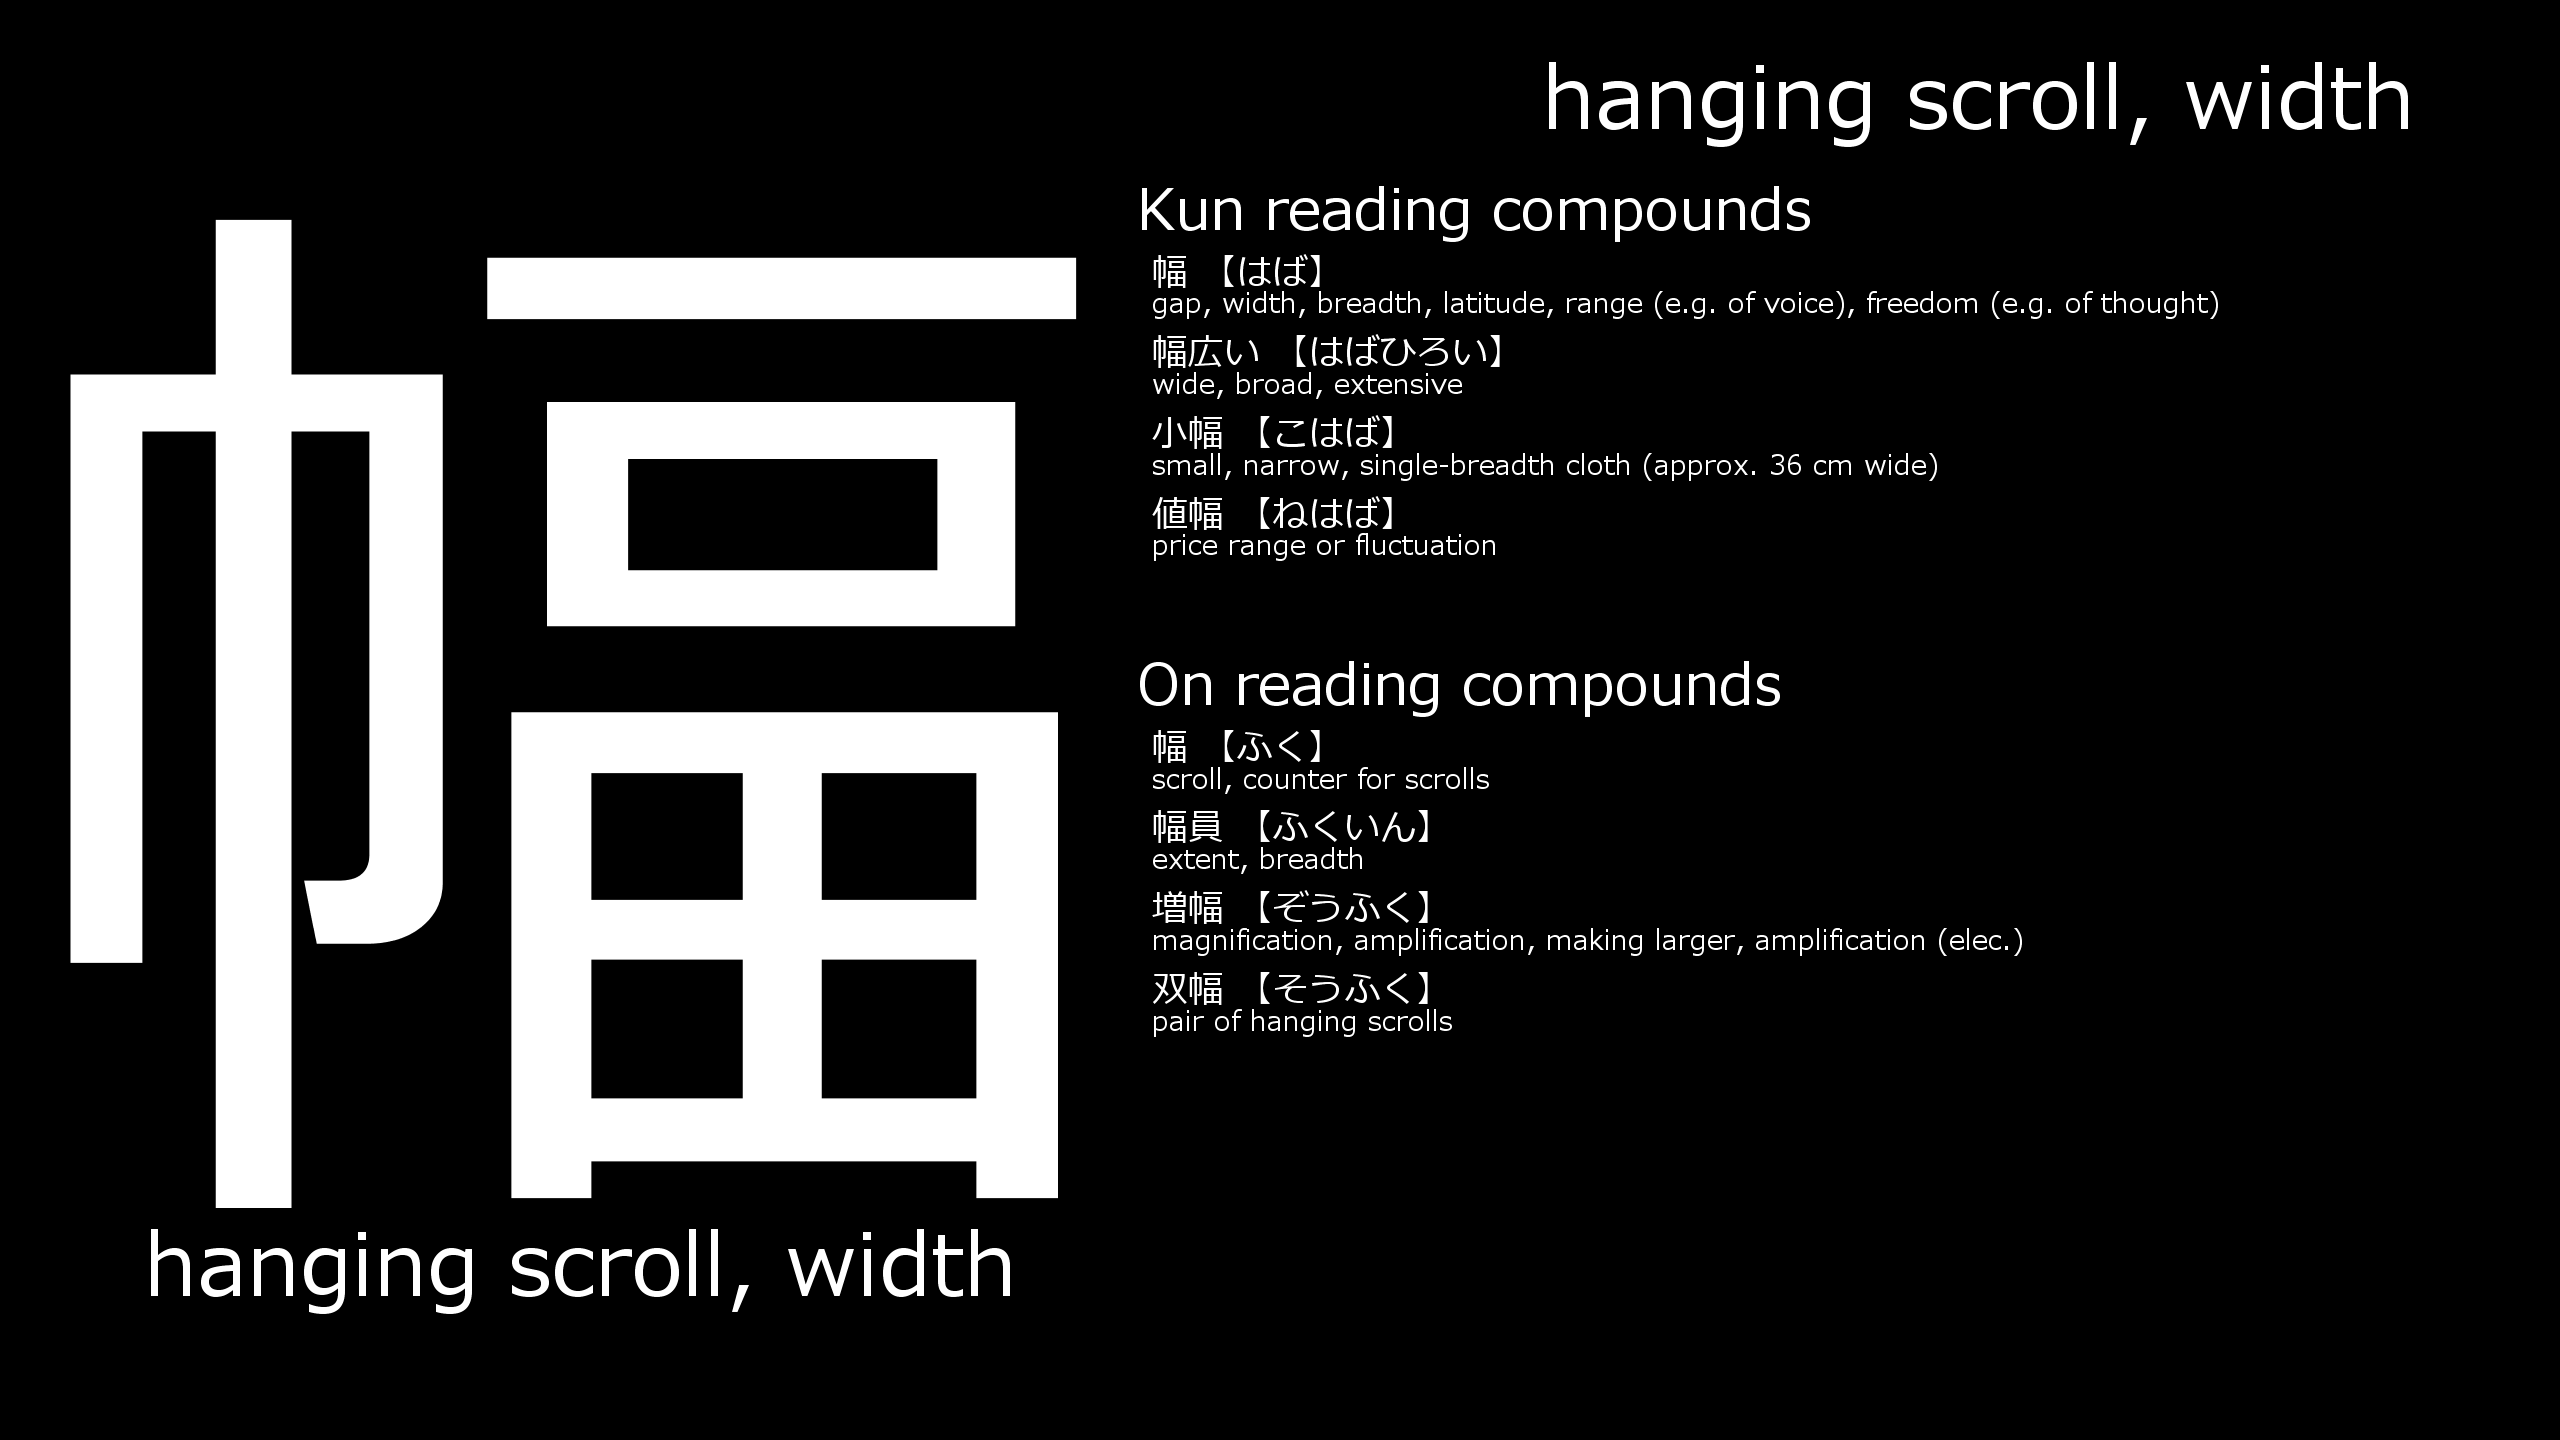 幅
hanging scroll, width
hanging scroll, width
Kun reading compounds
幅 【はば】
gap, width, breadth, latitude, range (e.g. of voice), freedom (e.g. of thought)
幅広い 【はばひろい】
wide, broad, extensive
小幅 【こはば】
small, narrow, single-breadth cloth (approx. 36 cm wide)
値幅 【ねはば】
price range or fluctuation
On reading compounds
幅 【ふく】
scroll, counter for scrolls
幅員 【ふくいん】
extent, breadth
増幅 【ぞうふく】
magnification, amplification, making larger, amplification (elec.)
双幅 【そうふく】
pair of hanging scrolls